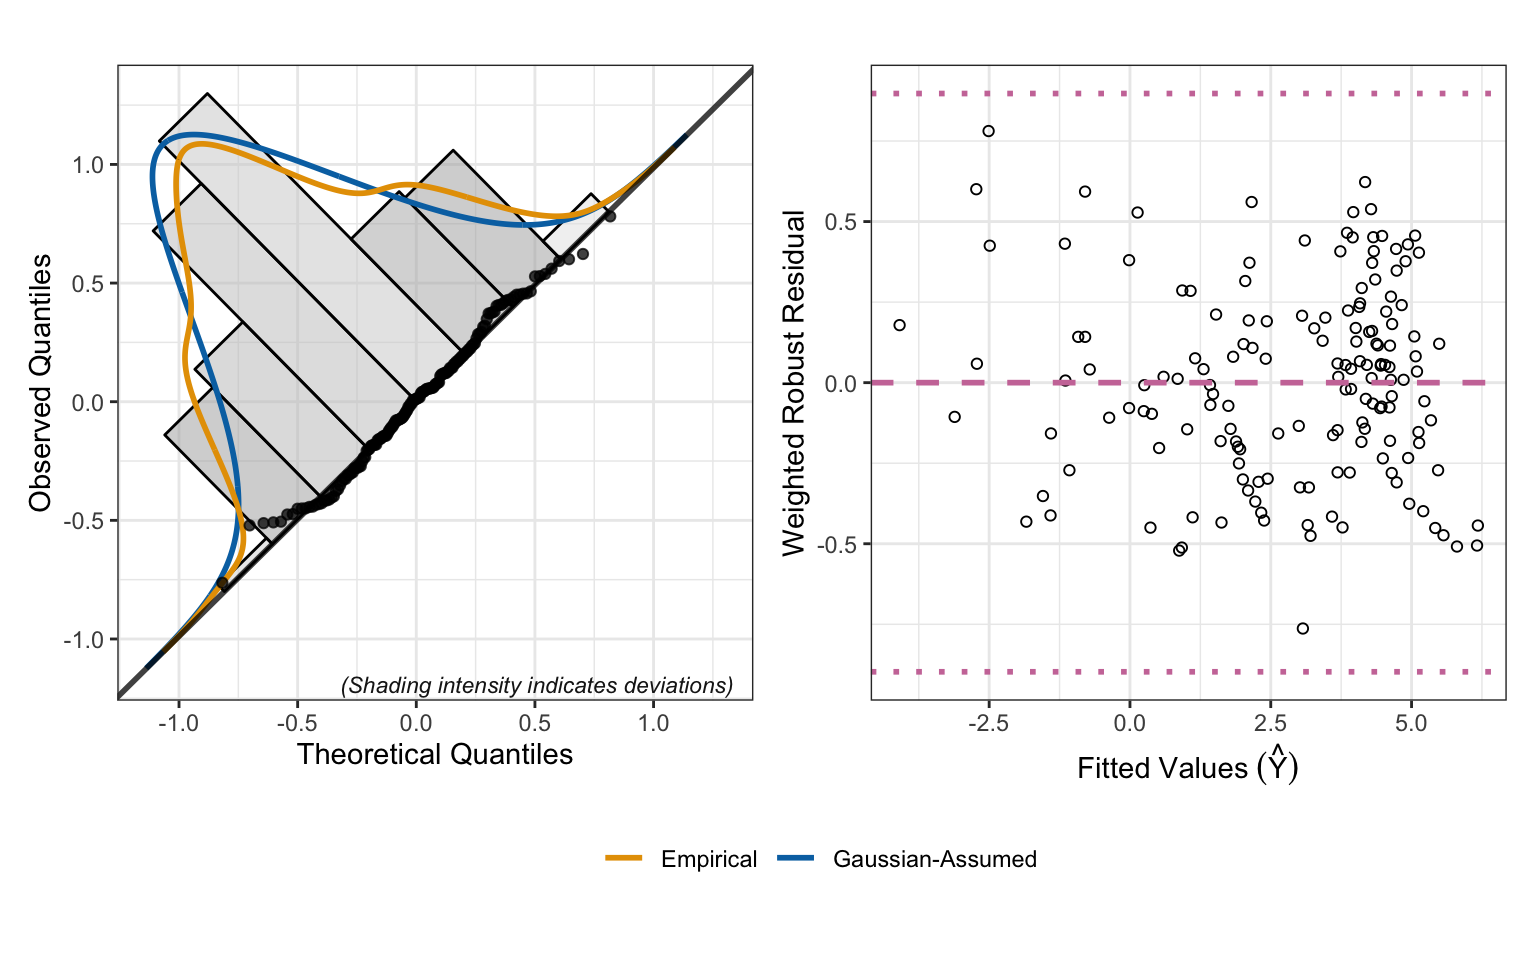 Observed Quantiles
1.0
0.5
0.0
-0.5
-1.0
(Shading intensity indicates deviations)
-1.0 -0.5 0.0 0.5 1.0
Theoretical Quantiles
Weighted Robust Residual
0.5
0.0
-0.5
-2.5 0.0 2.5 5.0
Fitted Values (Ŷ)
Empirical Gaussian-Assumed